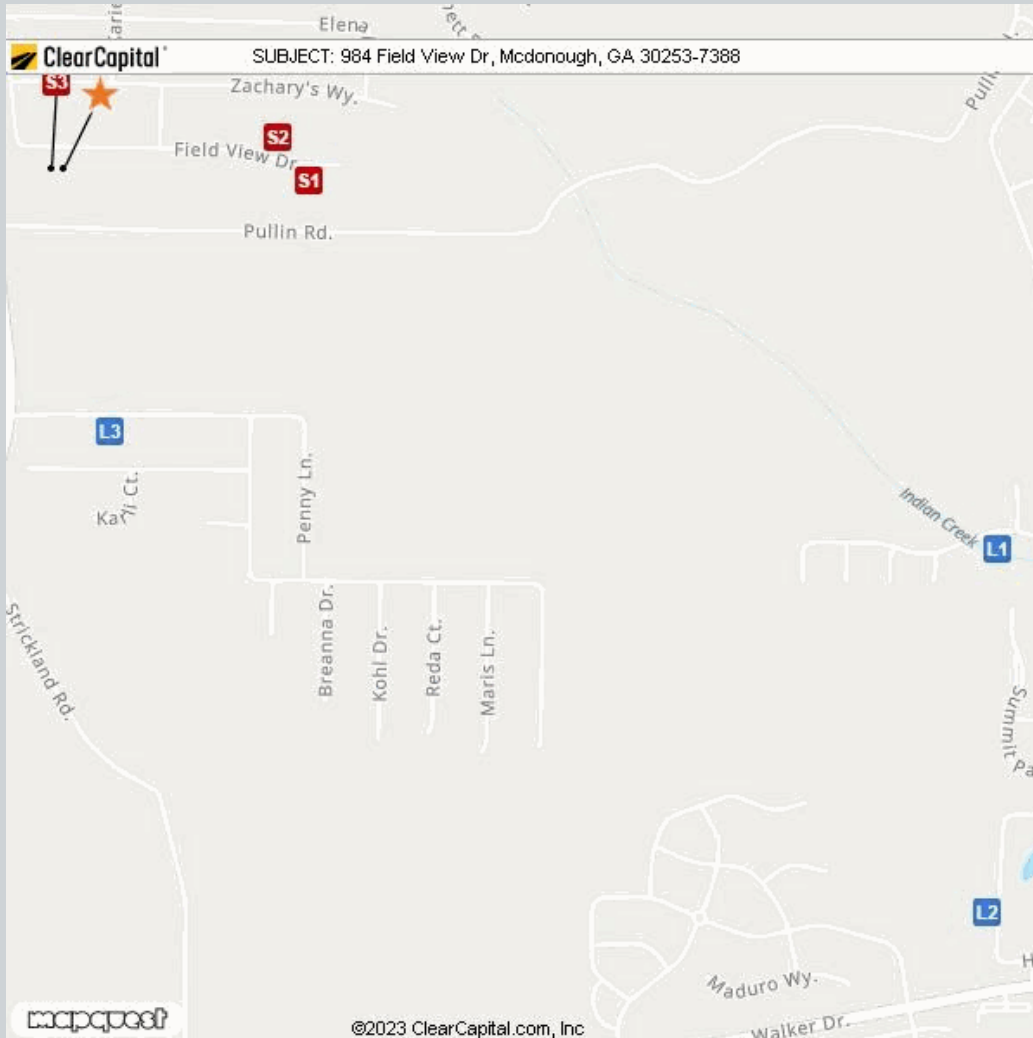 Elena
ClearCapital
SUBJECT: 984 Field View Dr, Mcdonough, GA 30253-7388
S3
Zachary's Wy.
S2
Field View Dr.
S1
Pullin Rd.
L3
Penny Ln.
Indian Creek
L1
Strickland Rd.
Breanna Dr.
Kohl Dr.
Reda Ct.
Maris Ln.
Summit
L2
Maduro Wy.
Walker Dr.
mapquest
©2023 ClearCapital.com, Inc